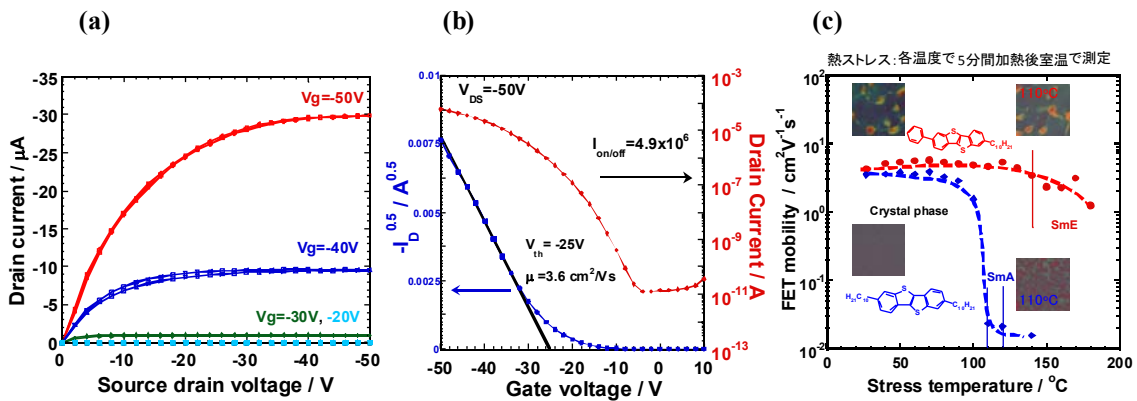 (a)
(b)
(c)
-35
-30
-25
-20
-15
-10
-5
0
Drain current / μA
Vg=-50V
Vg=-40V
Vg=-30V, -20V
0 -10 -20 -30 -40 -50
Source drain voltage / V
0.01
0.0075
0.005
0.0025
0
-I_D^0.5 / A^0.5
V_DS=-50V
I_on/off=4.9x10^6
V_th = -25V
μ=3.6 cm²/Vs
10^-3
10^-5
10^-7
10^-9
10^-11
10^-13
Drain Current / A
-50 -40 -30 -20 -10 0 10
Gate voltage / V
熱ストレス:各温度で5分間加熱後室温で測定
10^2
10^1
10^0
10^-1
10^-2
FET mobility / cm²V^-1s^-1
110°C
S
S
C10H21
Crystal phase
SmE
SmA
H21C10
S
S
C10H21
110°C
0 50 100 150 200
Stress temperature / °C